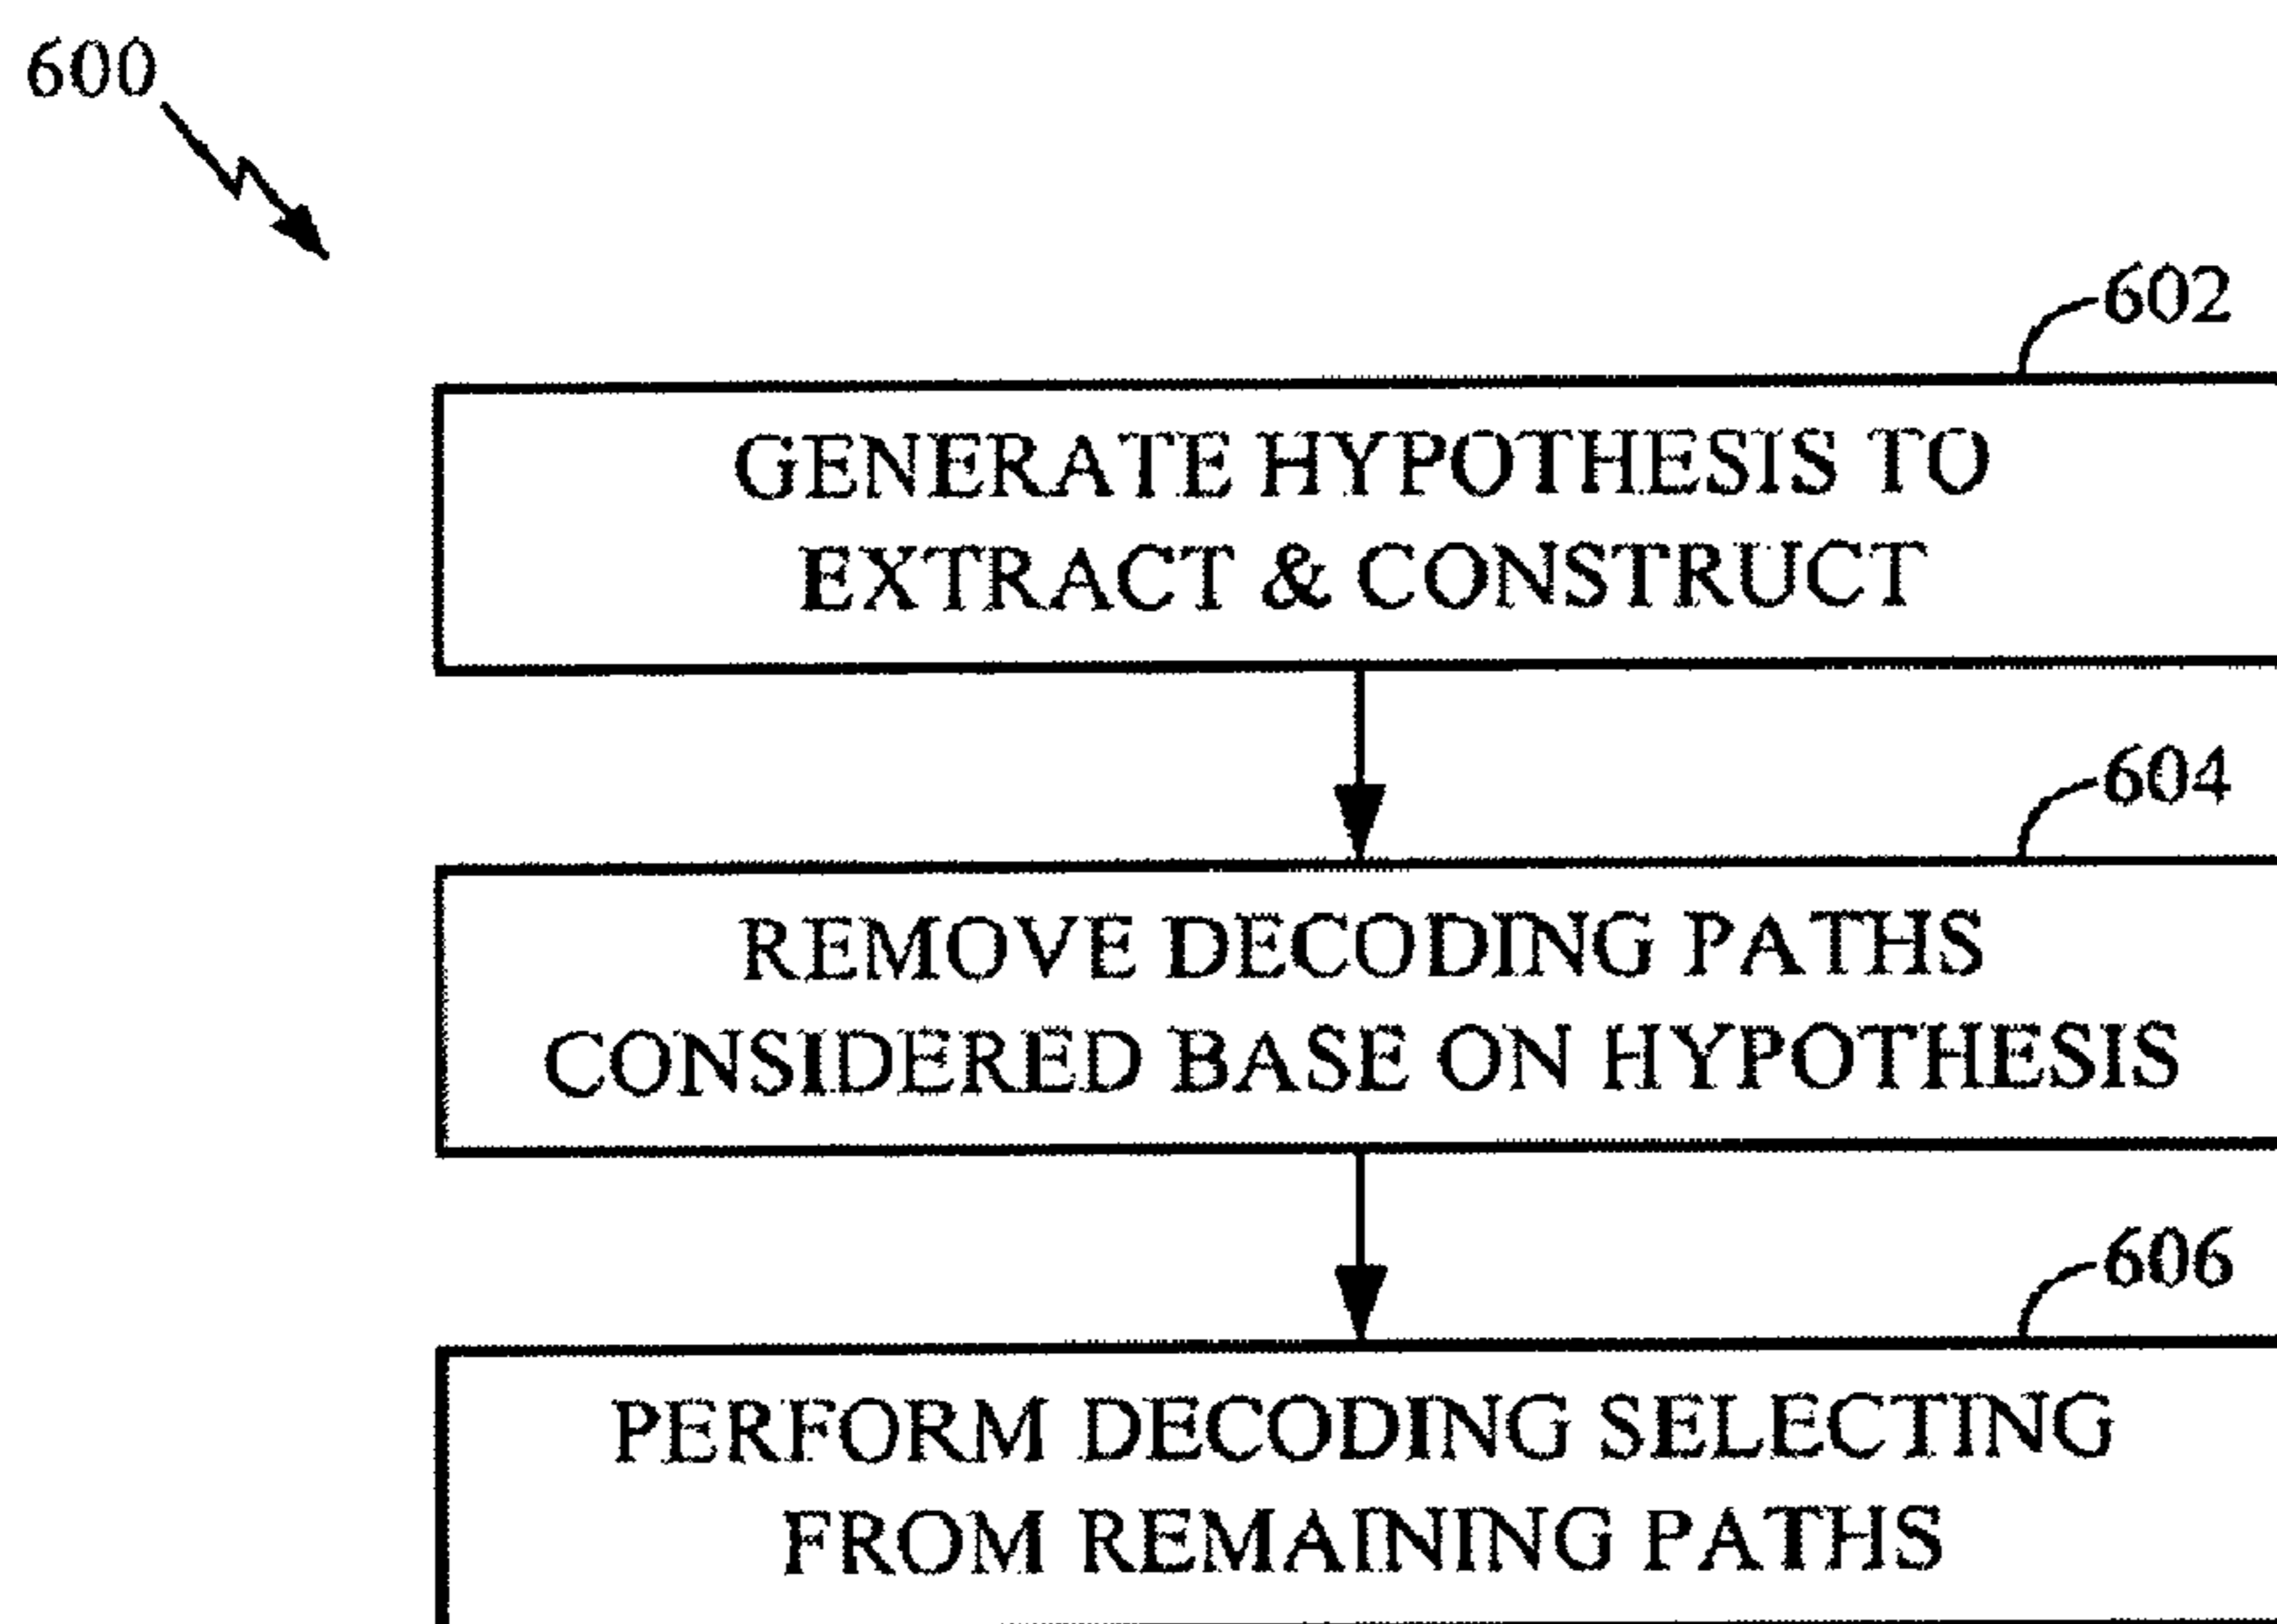 600
602
GENERATE HYPOTHESIS TO
EXTRACT & CONSTRUCT
604
REMOVE DECODING PATHS
CONSIDERED BASE ON HYPOTHESIS
606
PERFORM DECODING SELECTING
FROM REMAINING PATHS